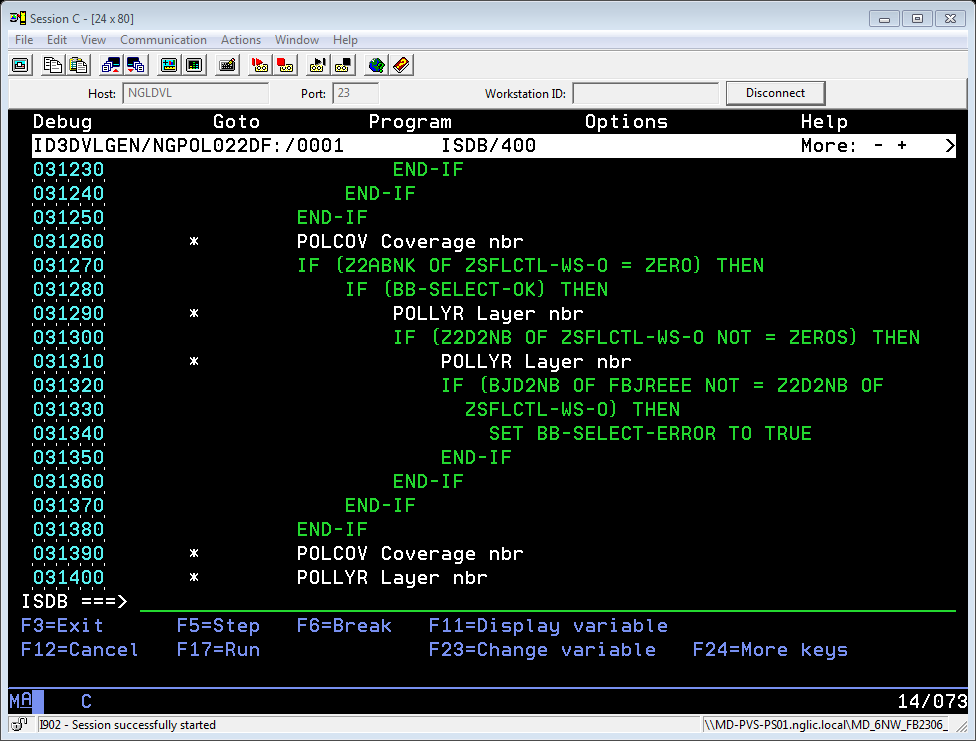 Session C - [24 x 80]
File Edit View Communication Actions Window Help
Host: NGLDVL Port: 23 Workstation ID: Disconnect
Debug Goto Program Options Help
ID3DVLGEN/NGPOL022DF:/0001 ISDB/400 More: - + >
031230 END-IF
031240 END-IF
031250 END-IF
031260 * POLCOV Coverage nbr
031270 IF (Z2ABNK OF ZSFLCTL-WS-O = ZERO) THEN
031280 IF (BB-SELECT-OK) THEN
031290 * POLLYR Layer nbr
031300 IF (Z2D2NB OF ZSFLCTL-WS-O NOT = ZEROS) THEN
031310 * POLLYR Layer nbr
031320 IF (BJD2NB OF FBJREEE NOT = Z2D2NB OF
031330 ZSFLCTL-WS-O) THEN
031340 SET BB-SELECT-ERROR TO TRUE
031350 END-IF
031360 END-IF
031370 END-IF
031380 END-IF
031390 * POLCOV Coverage nbr
031400 * POLLYR Layer nbr
ISDB ===>
F3=Exit F5=Step F6=Break F11=Display variable
F12=Cancel F17=Run F23=Change variable F24=More keys
MA C 14/073
I902 - Session successfully started \\MD-PVS-PS01.nglic.local\MD_6NW_FB2306_